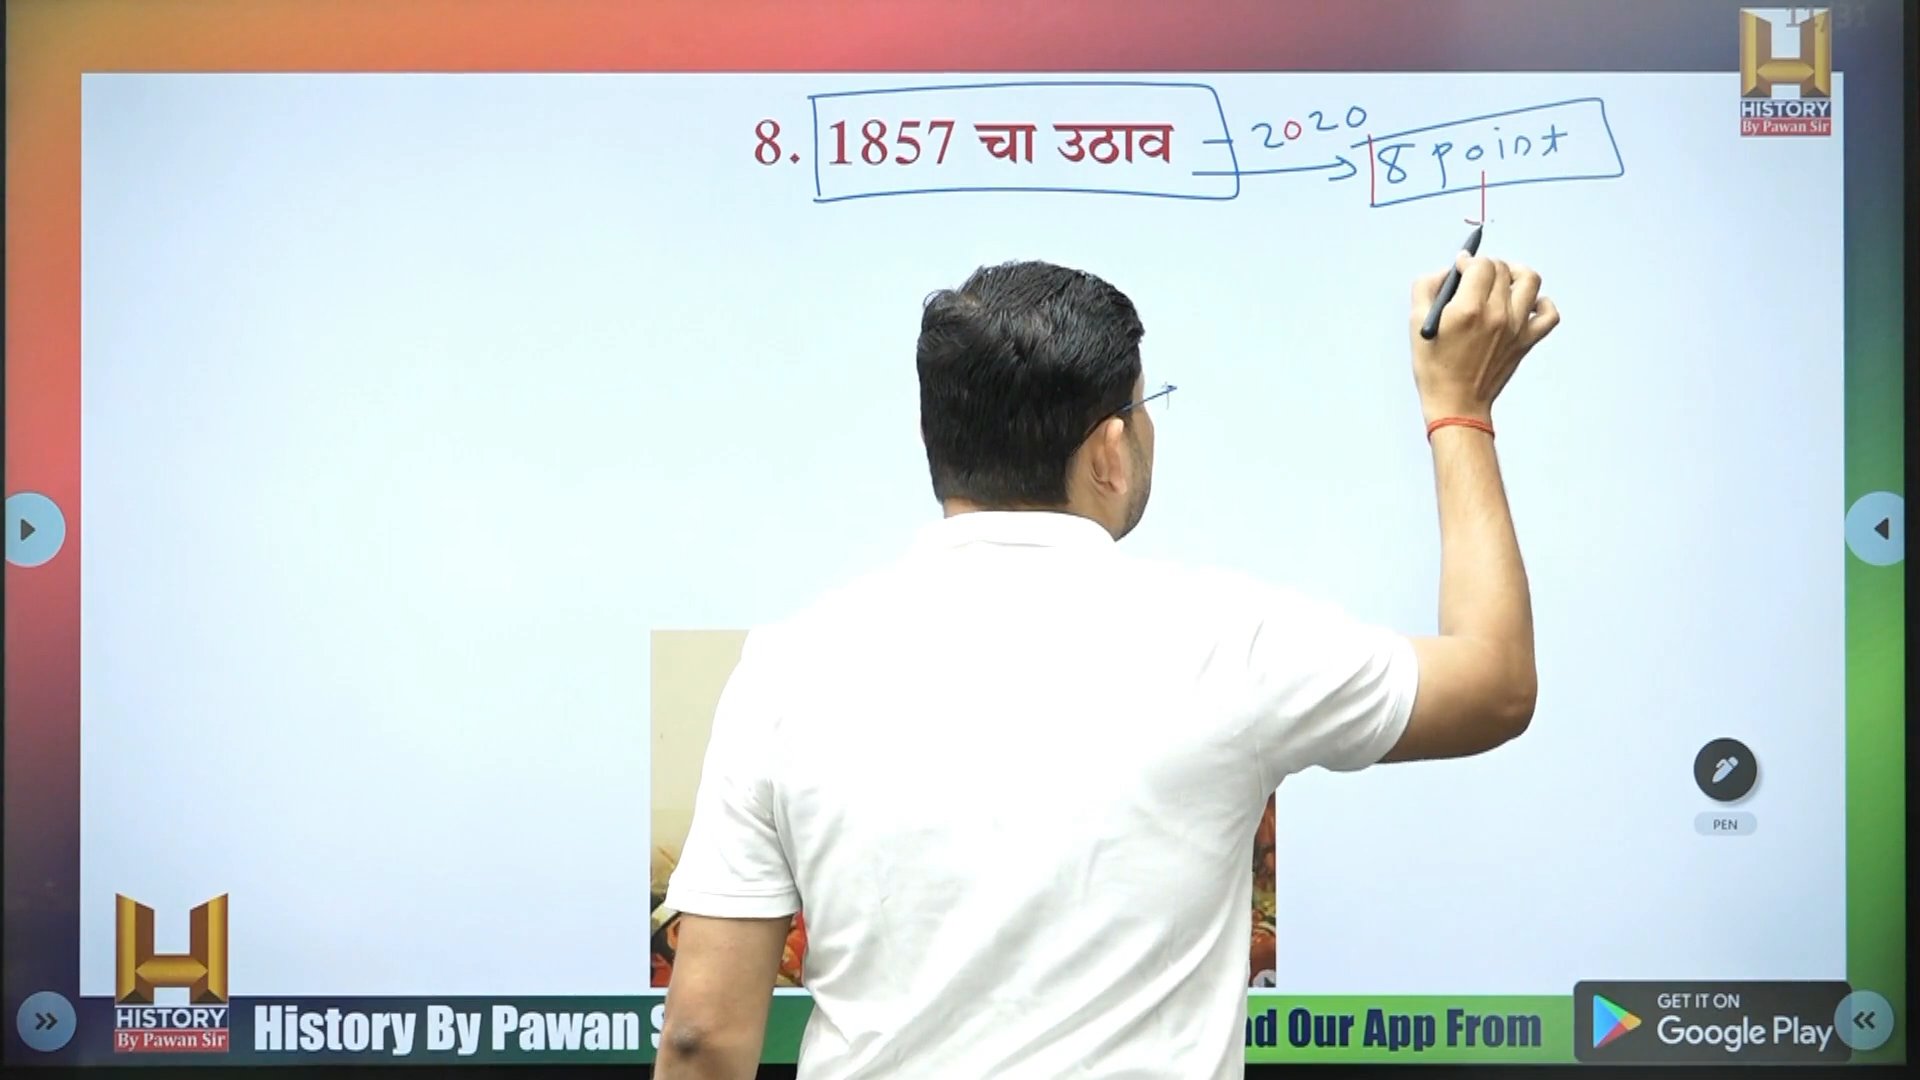 8. 1857 चा उठाव
2020
8 point
HISTORY
By Pawan Sir
PEN
HISTORY
By Pawan Sir
History By Pawan
Our App From
GET IT ON
Google Play